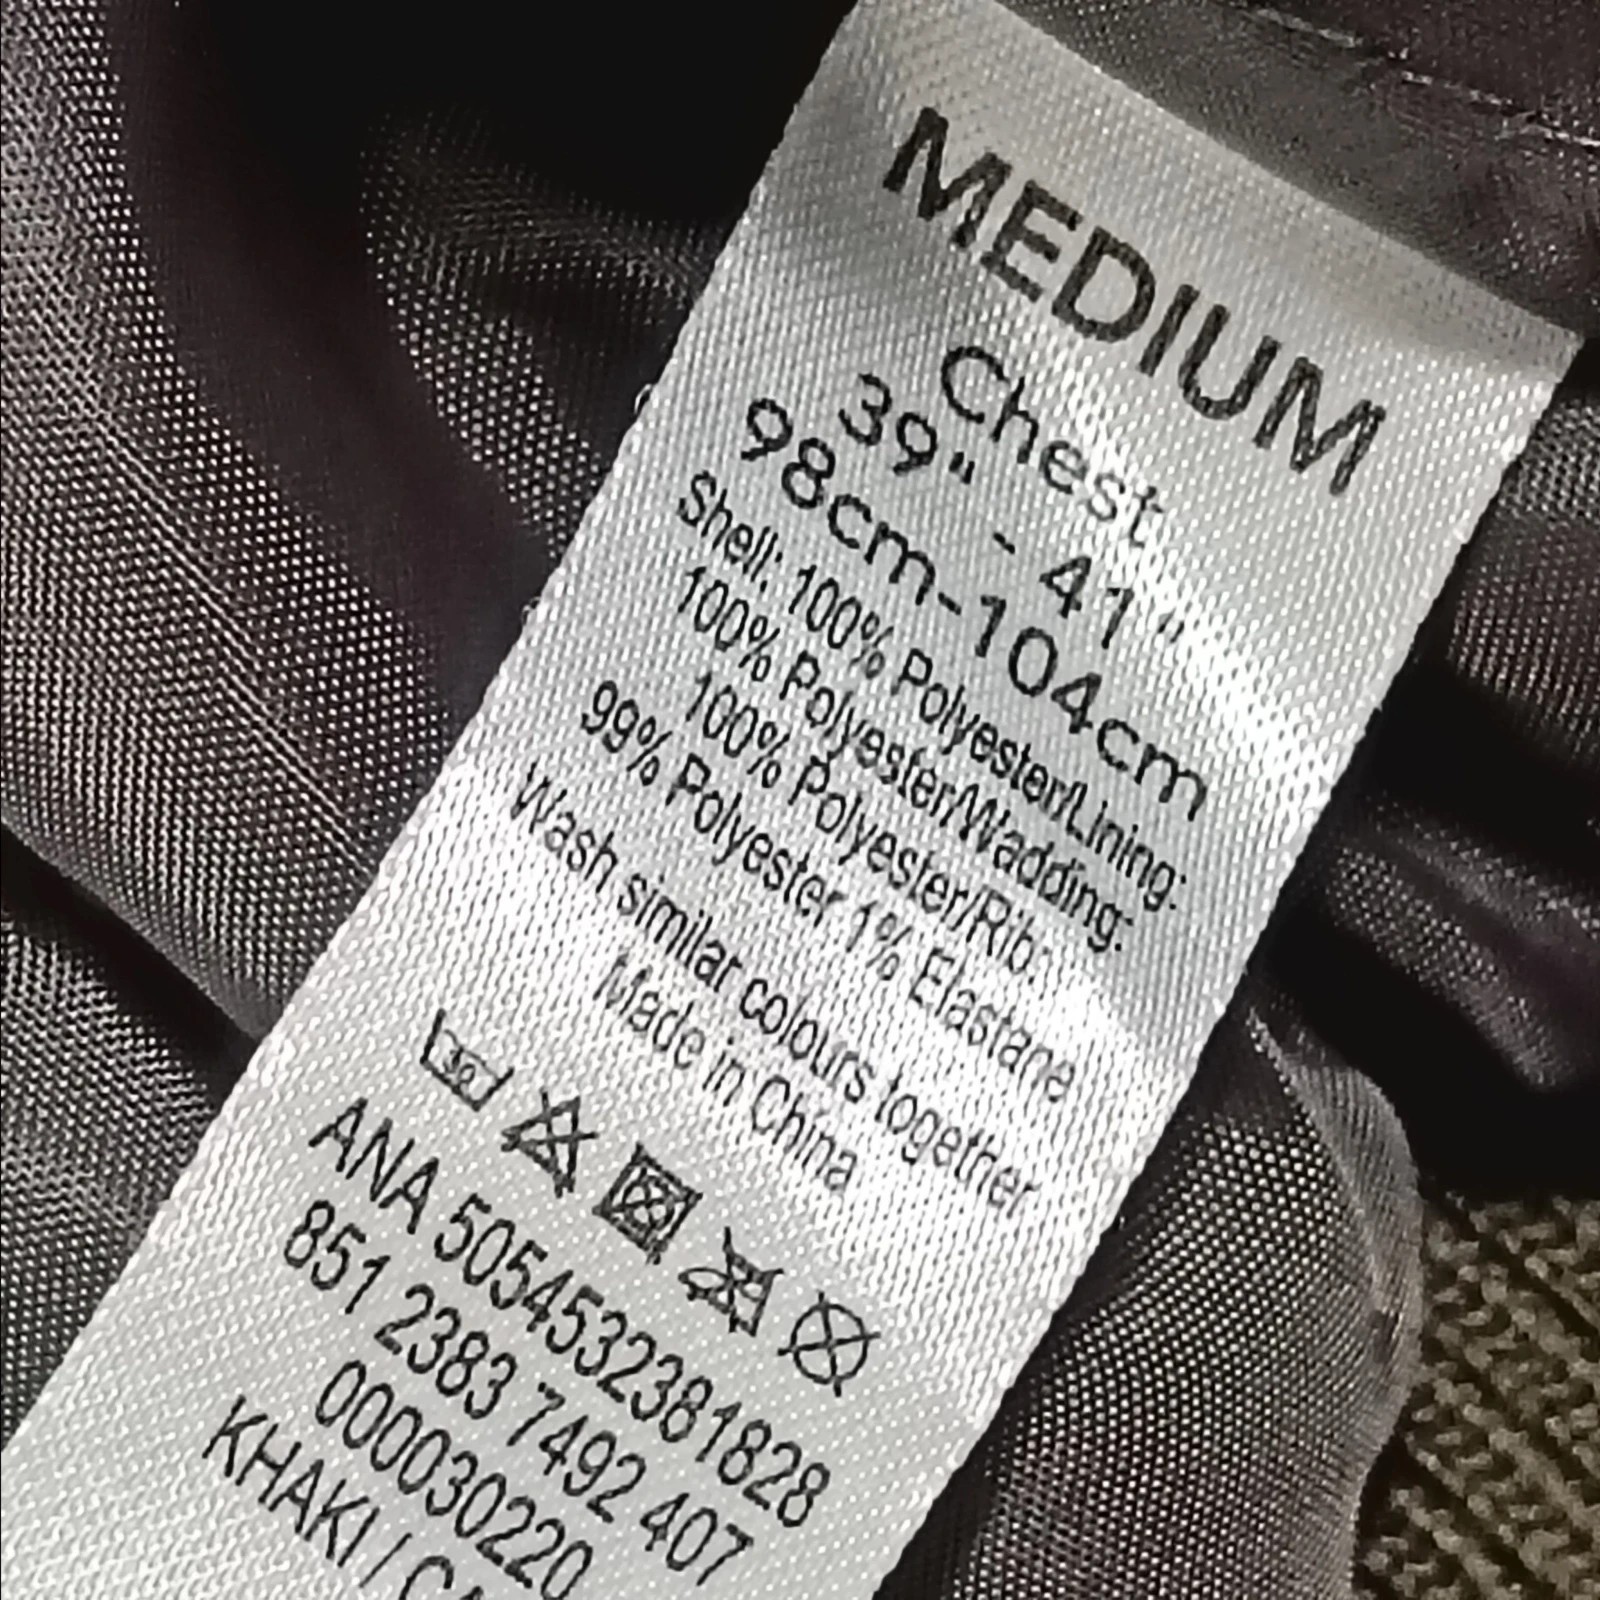 MEDIUM
Chest
39" - 41"
98cm-104cm
Shell: 100% Polyester/Lining:
100% Polyester/Wadding:
100% Polyester/Rib:
99% Polyester 1% Elastane
Wash similar colours together
Made in China
ANA 5054532381828
851 2383 7492 407
000030220
KHAKI /